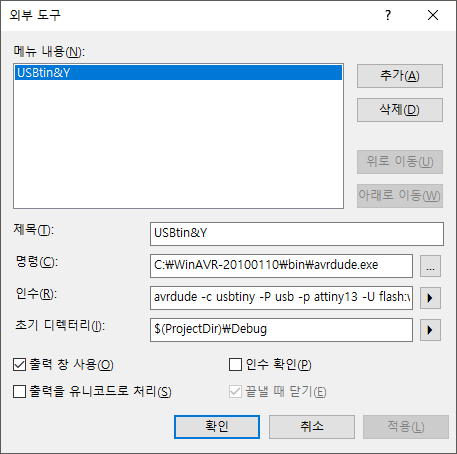 외부 도구
메뉴 내용(N):
USBtin&Y
추가(A)
삭제(D)
위로 이동(U)
아래로 이동(W)
제목(T):
USBtin&Y
명령(C):
C:₩WinAVR-20100110₩bin₩avrdude.exe
...
인수(R):
avrdude -c usbtiny -P usb -p attiny13 -U flash:
초기 디렉터리(I):
$(ProjectDir)₩Debug
출력 창 사용(O)
인수 확인(P)
출력을 유니코드로 처리(S)
끝낼 때 닫기(E)
확인
취소
적용(L)